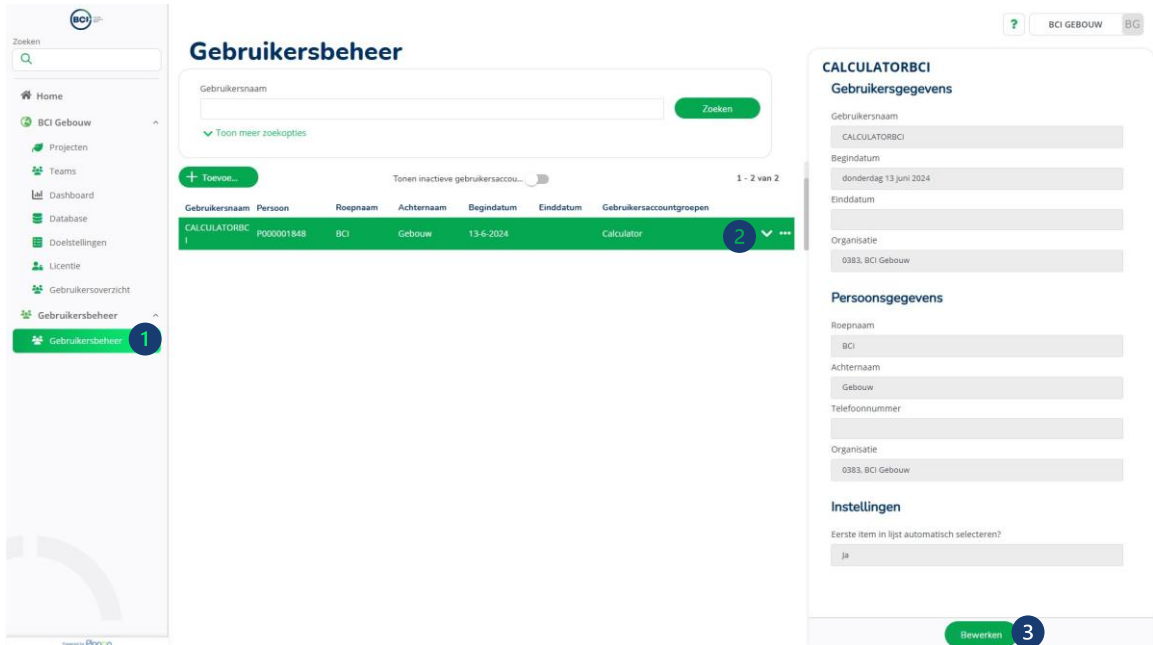 BCI
Zoeken
Home
BCI Gebouw
Projecten
Teams
Dashboard
Database
Doelstellingen
Licentie
Gebruikersoverzicht
Gebruikersbeheer
Gebruikersbeheer 1
Gebruikersbeheer
Gebruikersnaam
Zoeken
Toon meer zoekopties
+ Toevoe... Tonen inactieve gebruikersaccou... 1 - 2 van 2
Gebruikersnaam Persoon Roepnaam Achternaam Begindatum Einddatum Gebruikersaccountgroepen
CALCULATORBC
I P000001848 BCI Gebouw 13-6-2024 Calculator 2
? BCI GEBOUW BG
CALCULATORBCI
Gebruikersgegevens
Gebruikersnaam
CALCULATORBCI
Begindatum
donderdag 13 juni 2024
Einddatum
Organisatie
0383, BCI Gebouw
Persoonsgegevens
Roepnaam
BCI
Achternaam
Gebouw
Telefoonnummer
Organisatie
0383, BCI Gebouw
Instellingen
Eerste item in lijst automatisch selecteren?
Ja
Bewerken 3